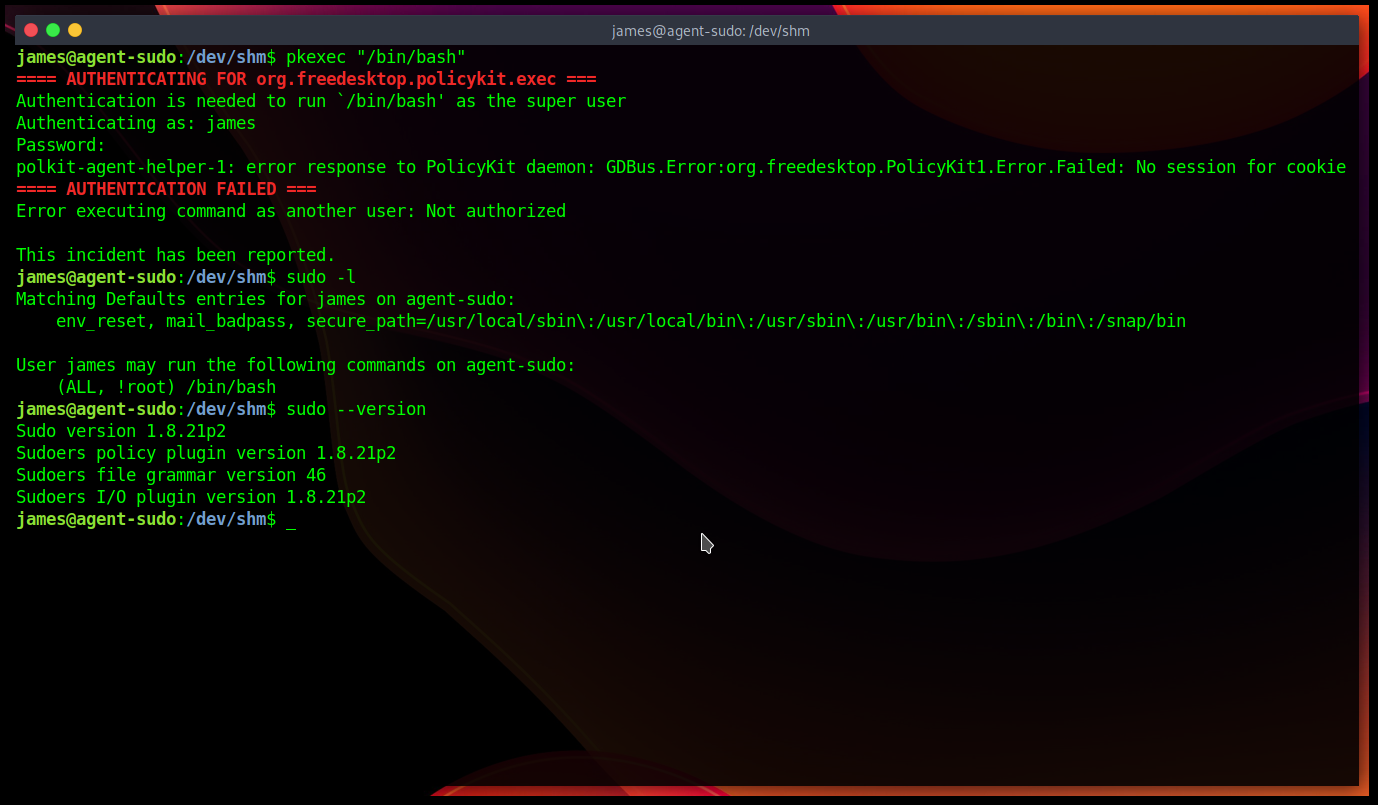 james@agent-sudo: /dev/shm
james@agent-sudo:/dev/shm$ pkexec "/bin/bash"
==== AUTHENTICATING FOR org.freedesktop.policykit.exec ===
Authentication is needed to run `/bin/bash' as the super user
Authenticating as: james
Password:
polkit-agent-helper-1: error response to PolicyKit daemon: GDBus.Error:org.freedesktop.PolicyKit1.Error.Failed: No session for cookie
==== AUTHENTICATION FAILED ===
Error executing command as another user: Not authorized

This incident has been reported.
james@agent-sudo:/dev/shm$ sudo -l
Matching Defaults entries for james on agent-sudo:
    env_reset, mail_badpass, secure_path=/usr/local/sbin\:/usr/local/bin\:/usr/sbin\:/usr/bin\:/sbin\:/bin\:/snap/bin

User james may run the following commands on agent-sudo:
    (ALL, !root) /bin/bash
james@agent-sudo:/dev/shm$ sudo --version
Sudo version 1.8.21p2
Sudoers policy plugin version 1.8.21p2
Sudoers file grammar version 46
Sudoers I/O plugin version 1.8.21p2
james@agent-sudo:/dev/shm$ _